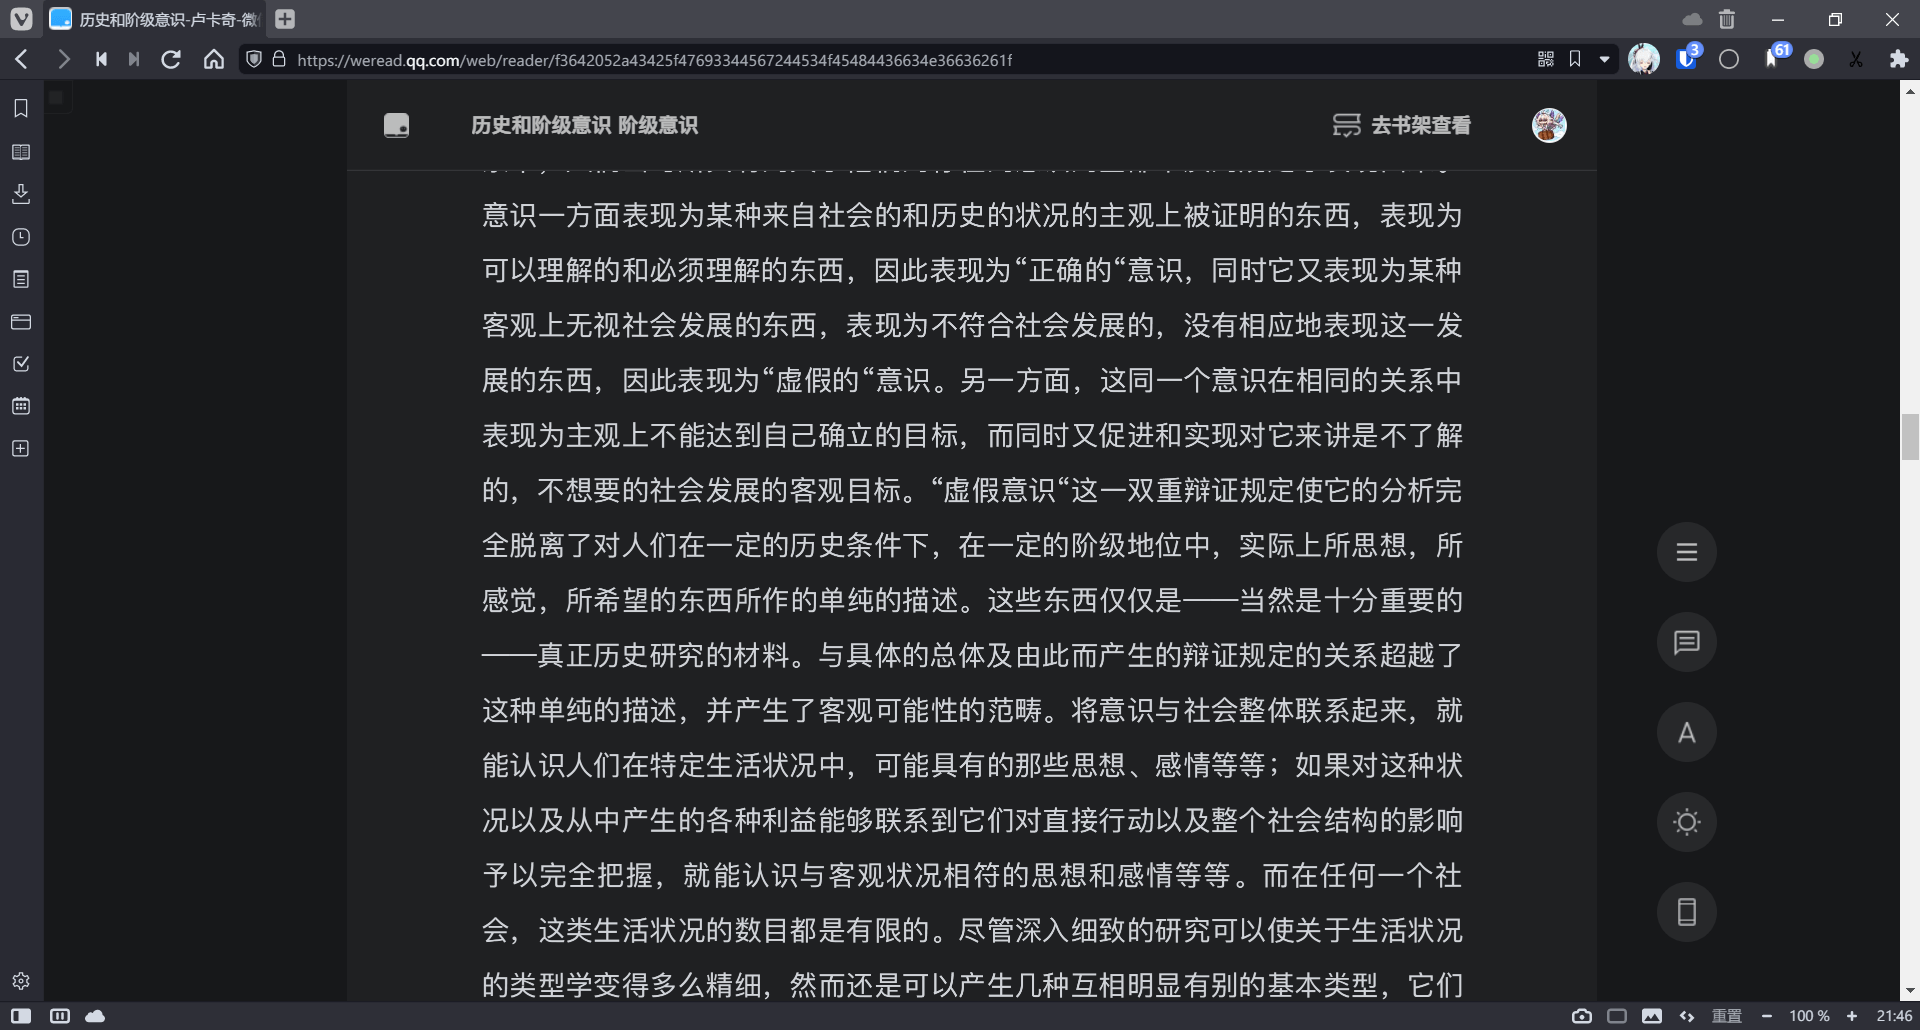 历史和阶级意识-卢卡奇-微
https://weread.qq.com/web/reader/f3642052a43425f47693344567244534f45484436634e36636261f
3
61
历史和阶级意识 阶级意识
去书架查看
意识一方面表现为某种来自社会的和历史的状况的主观上被证明的东西，表现为
可以理解的和必须理解的东西，因此表现为“正确的“意识，同时它又表现为某种
客观上无视社会发展的东西，表现为不符合社会发展的，没有相应地表现这一发
展的东西，因此表现为“虚假的“意识。另一方面，这同一个意识在相同的关系中
表现为主观上不能达到自己确立的目标，而同时又促进和实现对它来讲是不了解
的，不想要的社会发展的客观目标。“虚假意识“这一双重辩证规定使它的分析完
全脱离了对人们在一定的历史条件下，在一定的阶级地位中，实际上所思想，所
感觉，所希望的东西所作的单纯的描述。这些东西仅仅是——当然是十分重要的
——真正历史研究的材料。与具体的总体及由此而产生的辩证规定的关系超越了
这种单纯的描述，并产生了客观可能性的范畴。将意识与社会整体联系起来，就
能认识人们在特定生活状况中，可能具有的那些思想、感情等等；如果对这种状
况以及从中产生的各种利益能够联系到它们对直接行动以及整个社会结构的影响
予以完全把握，就能认识与客观状况相符的思想和感情等等。而在任何一个社
会，这类生活状况的数目都是有限的。尽管深入细致的研究可以使关于生活状况
的类型学变得多么精细，然而还是可以产生几种互相明显有别的基本类型，它们
重置
100 %
21:46